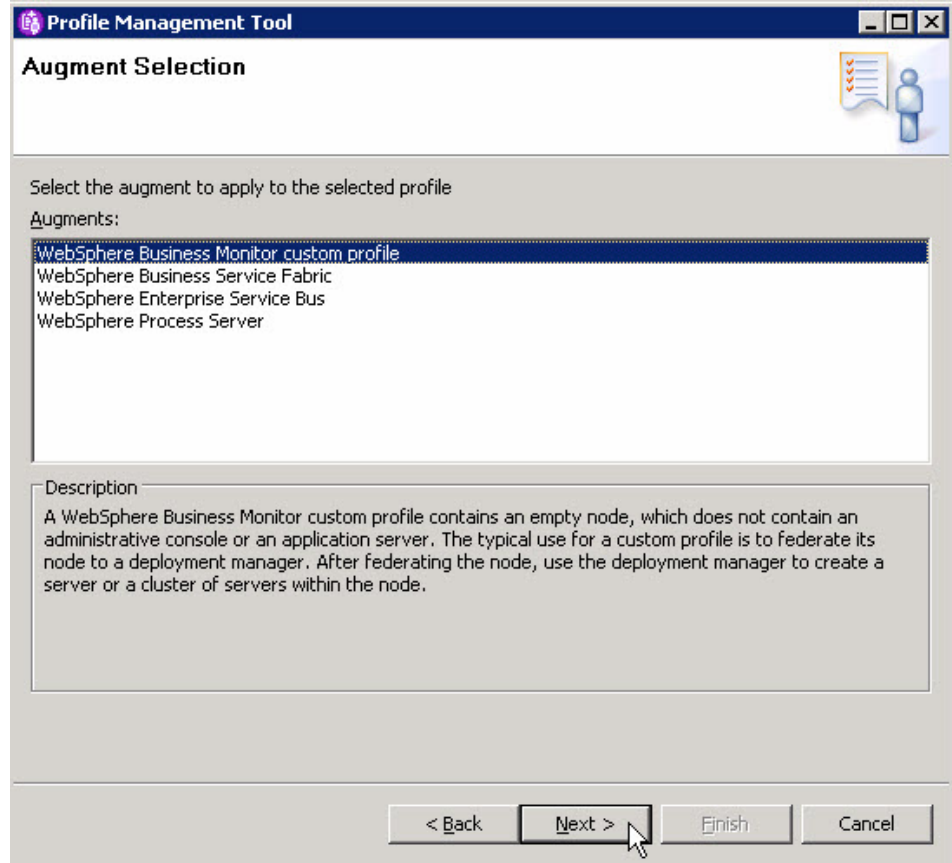 Profile Management Tool
Augment Selection
Select the augment to apply to the selected profile
Augments:
WebSphere Business Monitor custom profile
WebSphere Business Service Fabric
WebSphere Enterprise Service Bus
WebSphere Process Server
Description
A WebSphere Business Monitor custom profile contains an empty node, which does not contain an
administrative console or an application server. The typical use for a custom profile is to federate its
node to a deployment manager. After federating the node, use the deployment manager to create a
server or a cluster of servers within the node.
< Back
Next >
Finish
Cancel